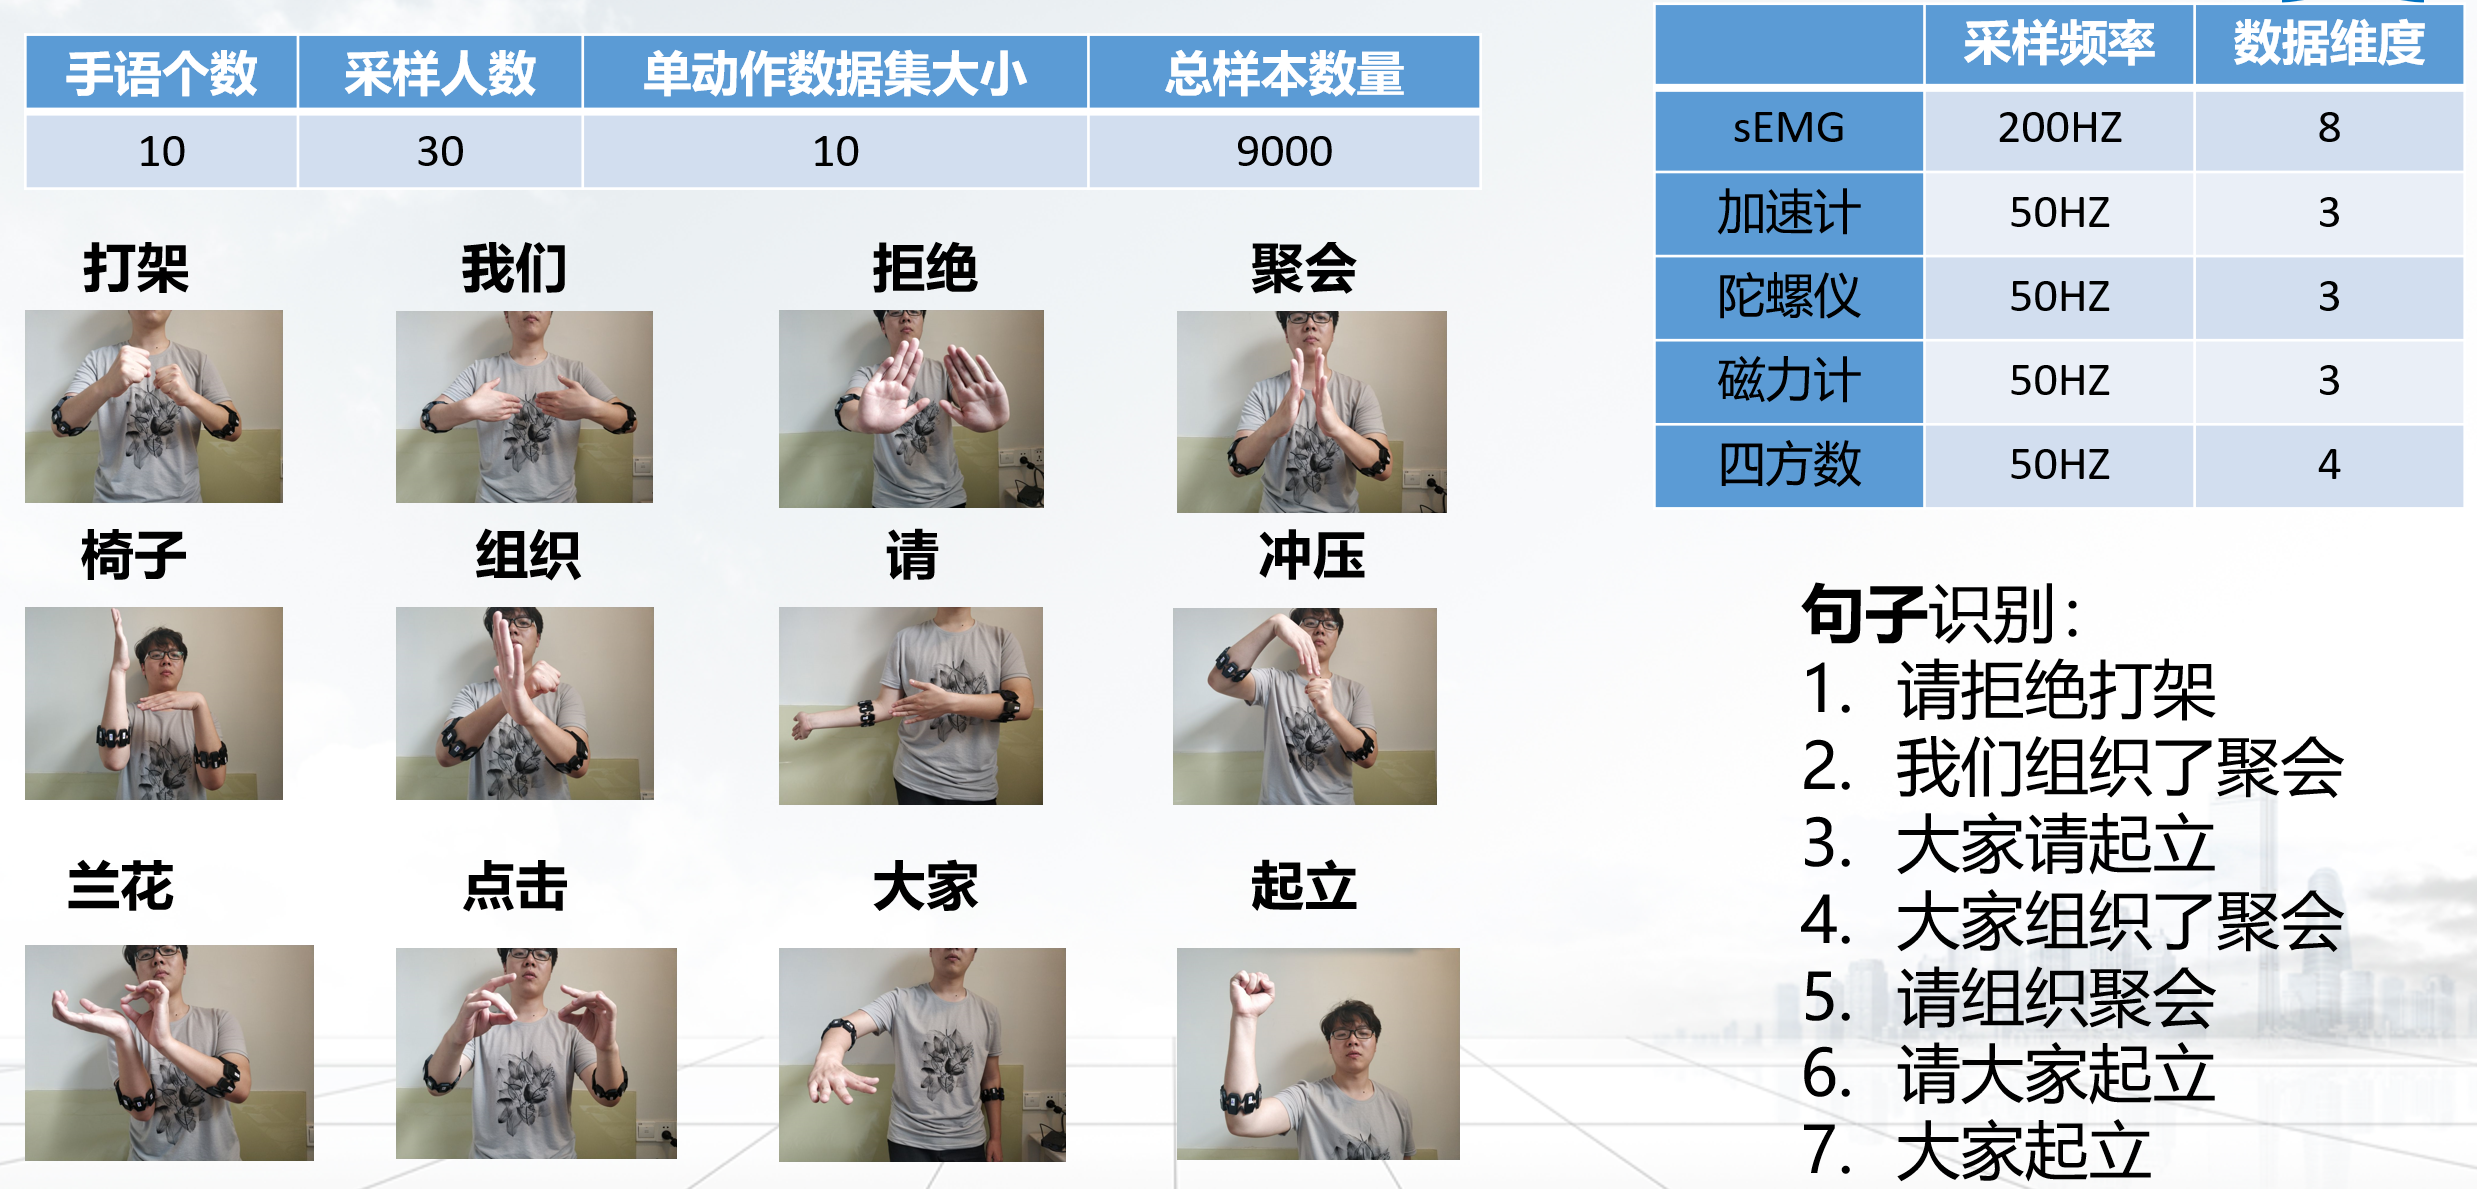 手语个数 采样人数 单动作数据集大小 总样本数量
10 30 10 9000
采样频率 数据维度
sEMG 200HZ 8
加速计 50HZ 3
陀螺仪 50HZ 3
磁力计 50HZ 3
四方数 50HZ 4
打架 我们 拒绝 聚会
椅子 组织 请 冲压
兰花 点击 大家 起立
句子识别：
1. 请拒绝打架
2. 我们组织了聚会
3. 大家请起立
4. 大家组织了聚会
5. 请组织聚会
6. 请大家起立
7. 大家起立